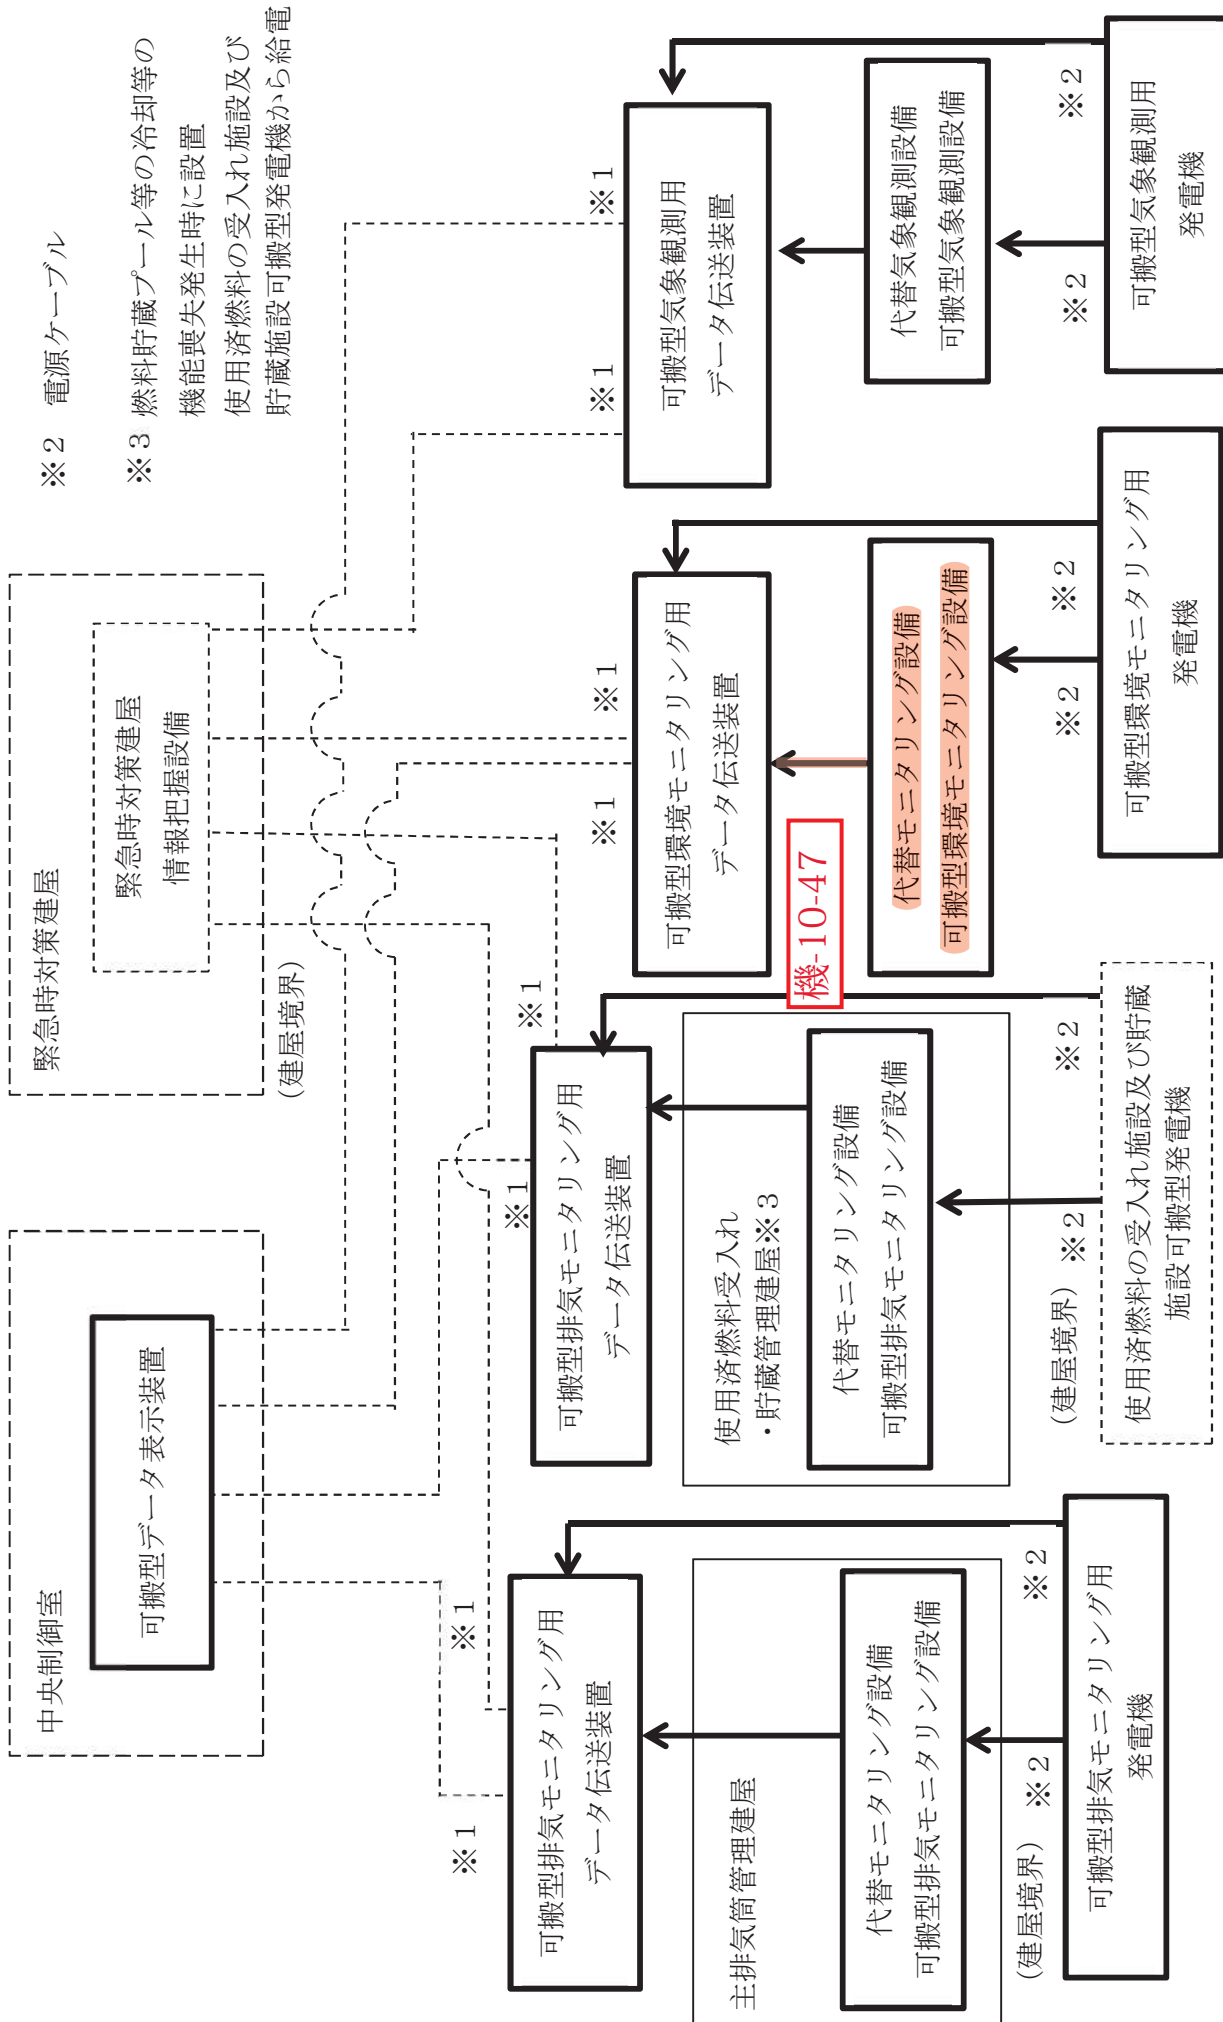 ※２　電源ケーブル
※３ 燃料貯蔵プール等の冷却等の
機能喪失発生時に設置
使用済燃料の受入れ施設及び
貯蔵施設可搬型発電機から給電
中央制御室
可搬型データ表示装置
緊急時対策建屋
緊急時対策建屋
情報把握設備
(建屋境界)
※１
※１
※１
※１
※１
※１
※１
※１
可搬型排気モニタリング用
データ伝送装置
可搬型排気モニタリング用
データ伝送装置
可搬型環境モニタリング用
データ伝送装置
可搬型気象観測用
データ伝送装置
主排気筒管理建屋
代替モニタリング設備
可搬型排気モニタリング設備
使用済燃料受入れ
・貯蔵管理建屋※３
代替モニタリング設備
可搬型排気モニタリング設備
機-10-47
代替モニタリング設備
可搬型環境モニタリング設備
代替気象観測設備
可搬型気象観測設備
(建屋境界)
※２
※２
(建屋境界)
※２
※２
※２
※２
※２
※２
可搬型排気モニタリング用
発電機
使用済燃料の受入れ施設及び貯蔵
施設可搬型発電機
可搬型環境モニタリング用
発電機
可搬型気象観測用
発電機